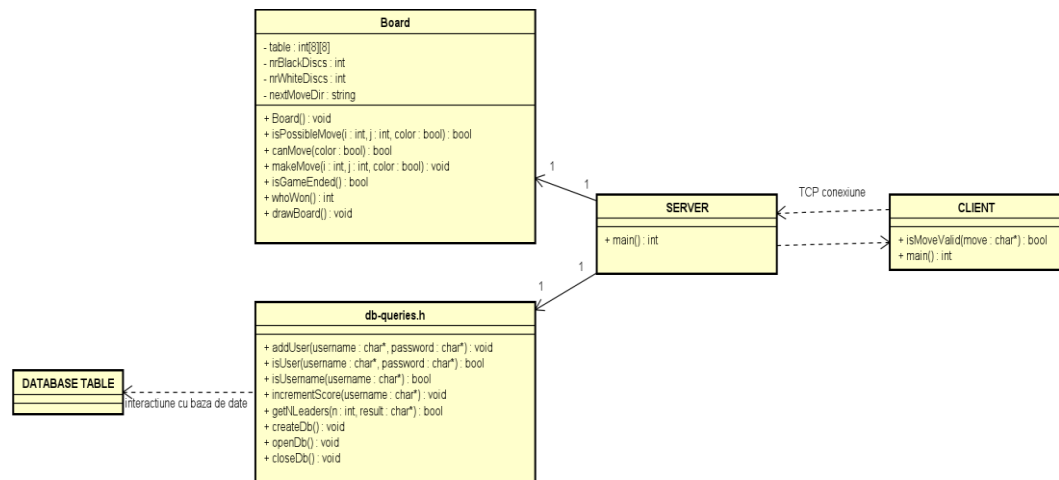 Board
- table : int[8][8]
- nrBlackDiscs : int
- nrWhiteDiscs : int
- nextMoveDir : string
+ Board() : void
+ isPossibleMove(i : int, j : int, color : bool) : bool
+ canMove(color : bool) : bool
+ makeMove(i : int, j : int, color : bool) : void
+ isGameEnded() : bool
+ whoWon() : int
+ drawBoard() : void
1
1
SERVER
+ main() : int
TCP conexiune
CLIENT
+ isMoveValid(move : char*) : bool
+ main() : int
1
1
db-queries.h
+ addUser(username : char*, password : char*) : void
+ isUser(username : char*, password : char*) : bool
+ isUsername(username : char*) : bool
+ incrementScore(username : char*) : void
+ getNLeaders(n : int, result : char*) : bool
+ createDb() : void
+ openDb() : void
+ closeDb() : void
DATABASE TABLE
interactiune cu baza de date